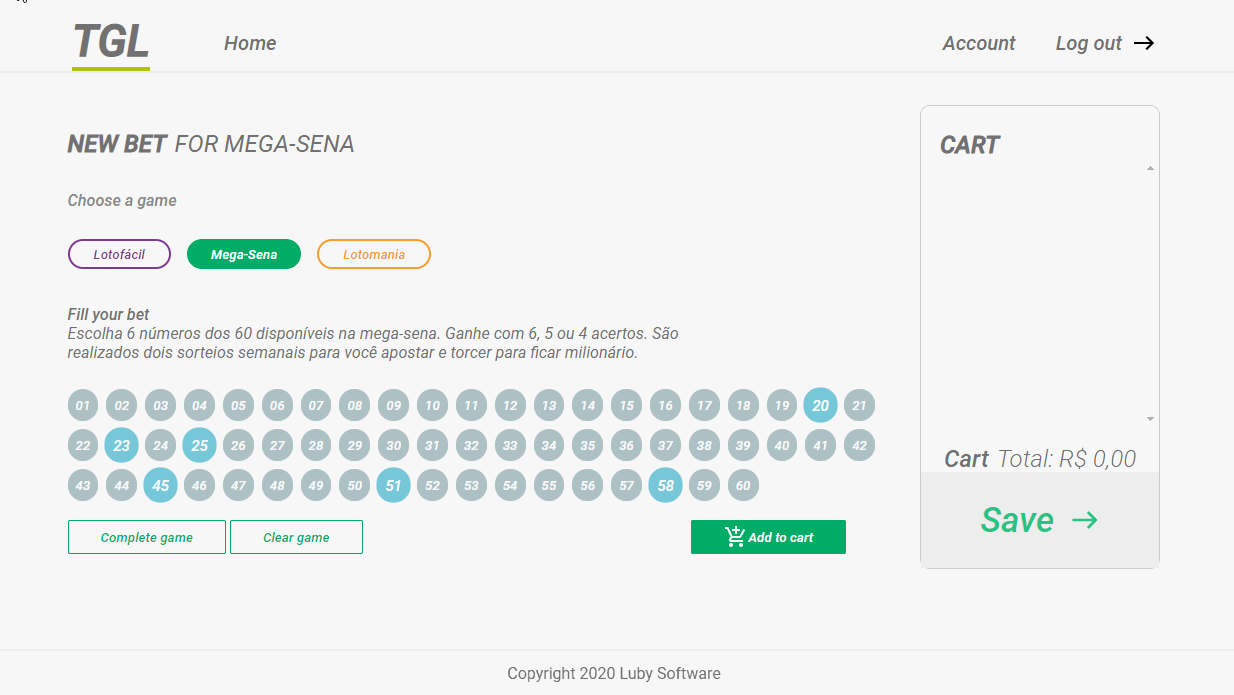 TGL Home Account Log out
NEW BET FOR MEGA-SENA
Choose a game
Lotofácil Mega-Sena Lotomania
Fill your bet
Escolha 6 números dos 60 disponíveis na mega-sena. Ganhe com 6, 5 ou 4 acertos. São
realizados dois sorteios semanais para você apostar e torcer para ficar milionário.
01 02 03 04 05 06 07 08 09 10 11 12 13 14 15 16 17 18 19 20 21
22 23 24 25 26 27 28 29 30 31 32 33 34 35 36 37 38 39 40 41 42
43 44 45 46 47 48 49 50 51 52 53 54 55 56 57 58 59 60
Complete game Clear game Add to cart
CART
Cart Total: R$ 0,00
Save
Copyright 2020 Luby Software